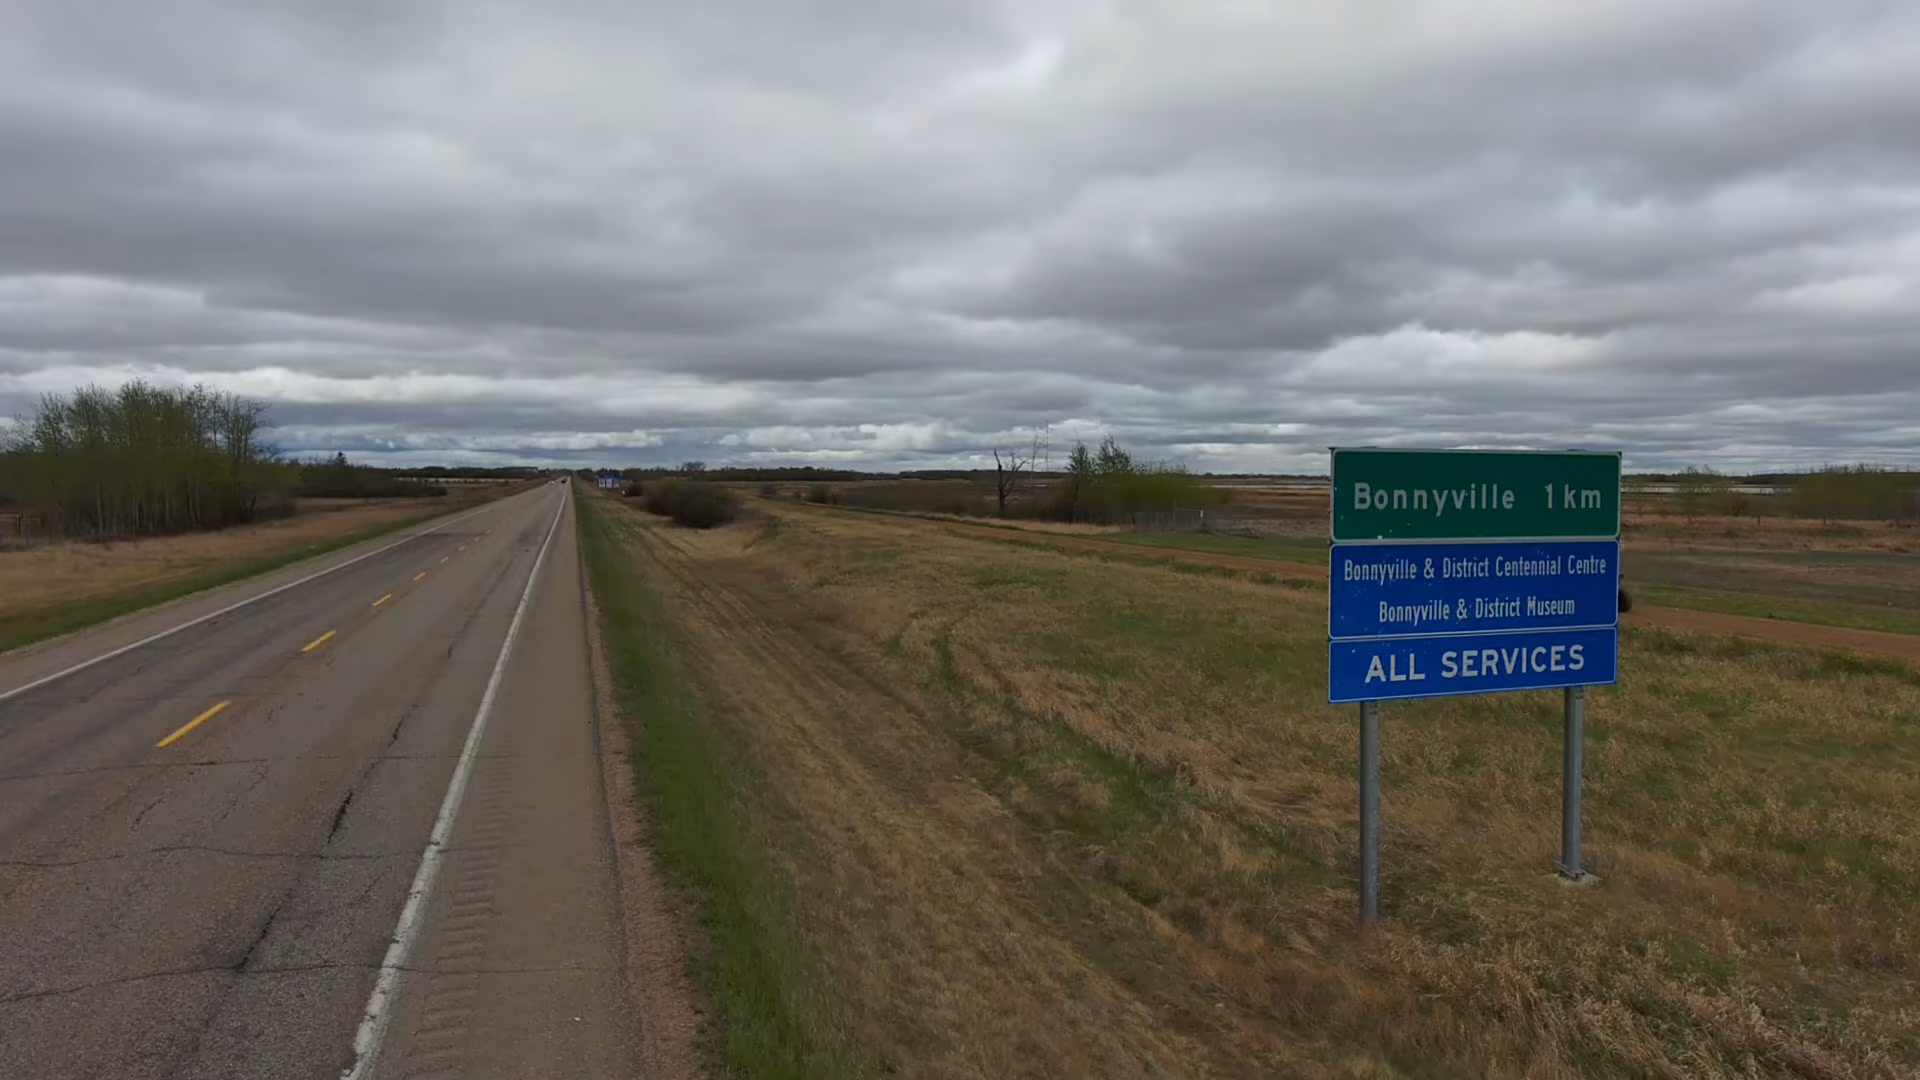 Bonnyville 1 km
Bonnyville & District Centennial Centre
Bonnyville & District Museum
ALL SERVICES